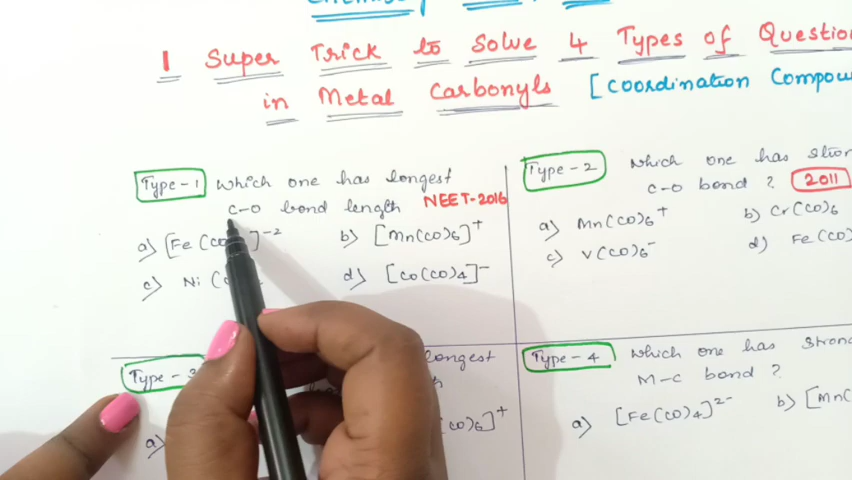 1 Super Trick to Solve 4 Types of
in Metal Carbonyls [coordination
Type-1 which one has longest
c-o bond length NEET-2016
a) [Fe(CO ]⁻² b) [Mn(CO)6]⁺
c) Ni d) [CO(CO)4]⁻
Type-2 which one has
c-o bond ? 2011
a) Mn(CO)6⁺ b) Cr(CO)6
c) V(CO)6⁻ d) Fe(CO)
Type-3 longest
a) CO)6]⁺
Type-4 which one has
M-C bond ?
a) [Fe(CO)4]²⁻ b) [Mn